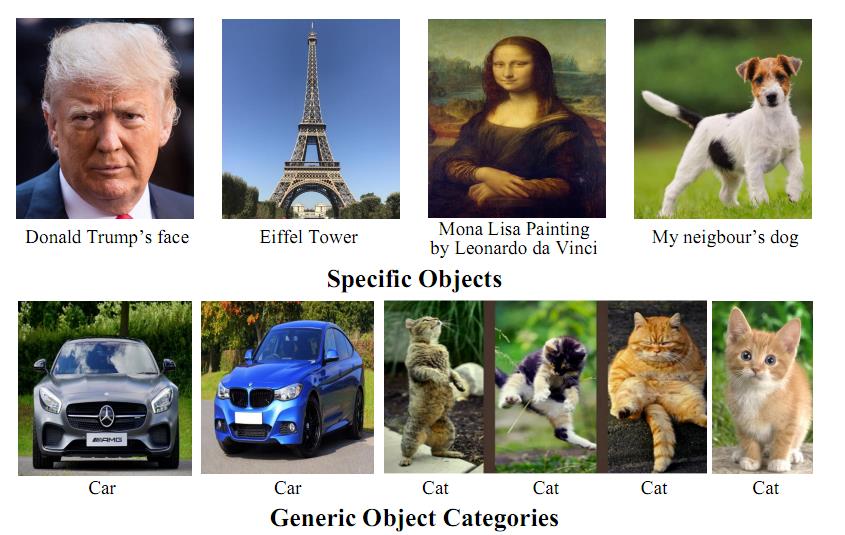 Donald Trump's face
Eiffel Tower
Mona Lisa Painting
by Leonardo da Vinci
My neigbour's dog
Specific Objects
AMG
Car
Car
Cat
Cat
Cat
Cat
Generic Object Categories